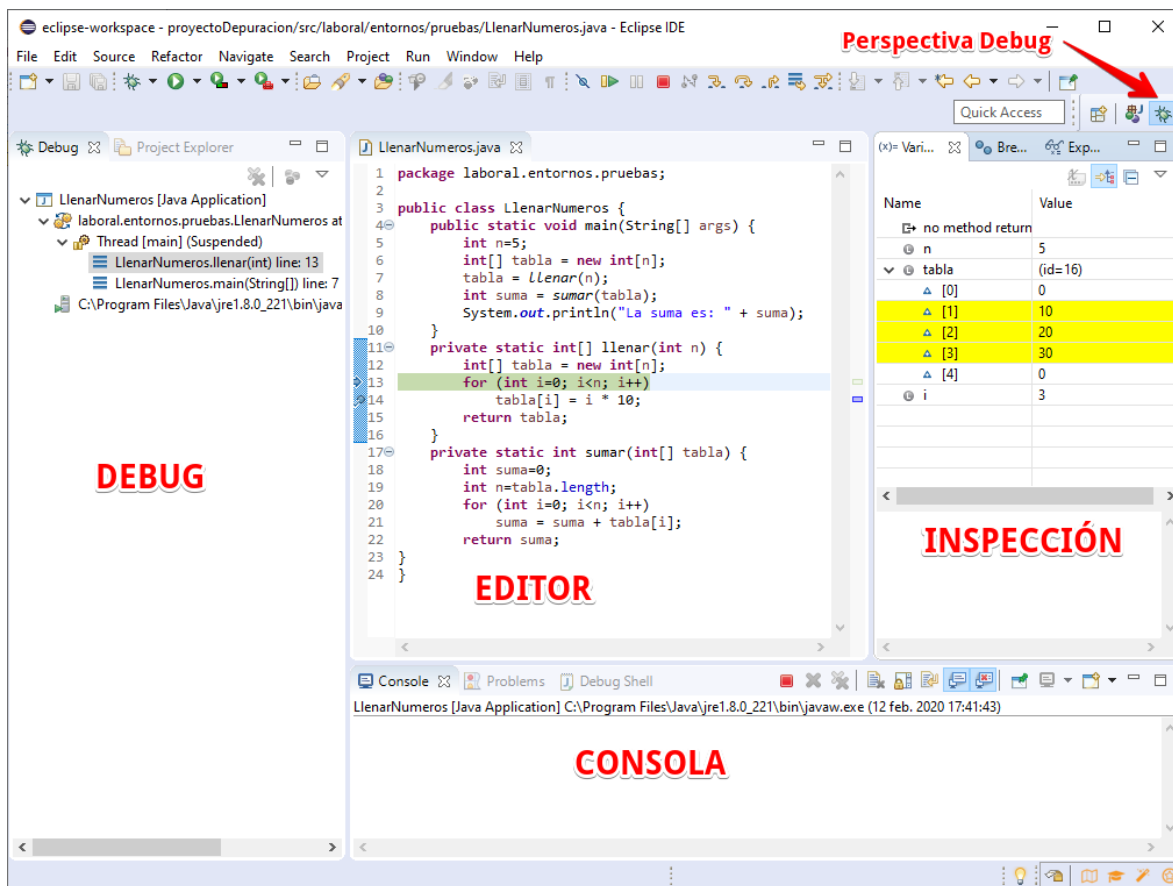 eclipse-workspace - proyectoDepuracion/src/laboral/entornos/pruebas/LlenarNumeros.java - Eclipse IDE
File Edit Source Refactor Navigate Search Project Run Window Help
Perspectiva Debug
Quick Access
Debug Project Explorer
LlenarNumeros [Java Application]
laboral.entornos.pruebas.LlenarNumeros at
Thread [main] (Suspended)
LlenarNumeros.llenar(int) line: 13
LlenarNumeros.main(String[]) line: 7
C:\Program Files\Java\jre1.8.0_221\bin\java
DEBUG
LlenarNumeros.java
1 package laboral.entornos.pruebas;
2
3 public class LlenarNumeros {
4 public static void main(String[] args) {
5 int n=5;
6 int[] tabla = new int[n];
7 tabla = llenar(n);
8 int suma = sumar(tabla);
9 System.out.println("La suma es: " + suma);
10 }
11 private static int[] llenar(int n) {
12 int[] tabla = new int[n];
13 for (int i=0; i<n; i++)
14 tabla[i] = i * 10;
15 return tabla;
16 }
17 private static int sumar(int[] tabla) {
18 int suma=0;
19 int n=tabla.length;
20 for (int i=0; i<n; i++)
21 suma = suma + tabla[i];
22 return suma;
23 }
24 }
EDITOR
(x)= Vari... Bre... Exp...
Name Value
no method return
n 5
tabla (id=16)
[0] 0
[1] 10
[2] 20
[3] 30
[4] 0
i 3
INSPECCIÓN
Console Problems Debug Shell
LlenarNumeros [Java Application] C:\Program Files\Java\jre1.8.0_221\bin\javaw.exe (12 feb. 2020 17:41:43)
CONSOLA